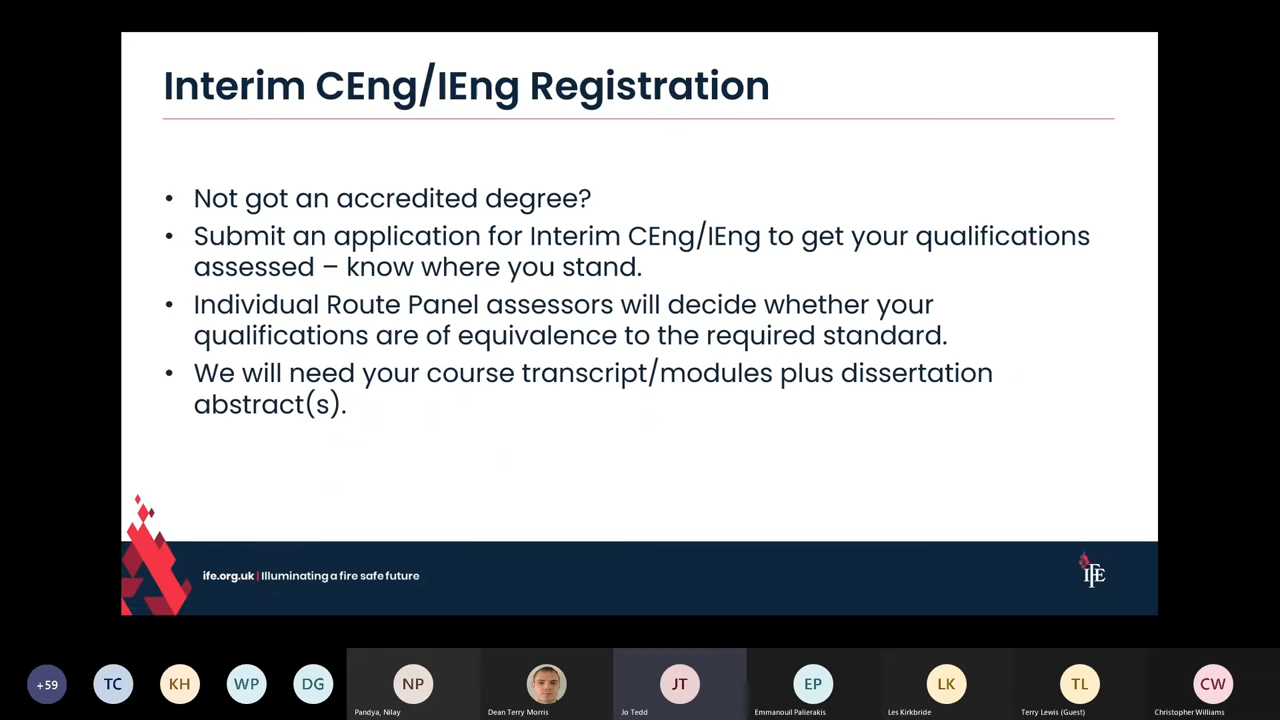 Interim CEng/IEng Registration
• Not got an accredited degree?
• Submit an application for Interim CEng/IEng to get your qualifications
assessed – know where you stand.
• Individual Route Panel assessors will decide whether your
qualifications are of equivalence to the required standard.
• We will need your course transcript/modules plus dissertation
abstract(s).
ife.org.uk | Illuminating a fire safe future
IFE
+59 TC KH WP DG NP JT EP LK TL CW
Pandya, Nilay Dean Terry Morris Jo Tedd Emmanouil Palierakis Les Kirkbride Terry Lewis (Guest) Christopher Williams